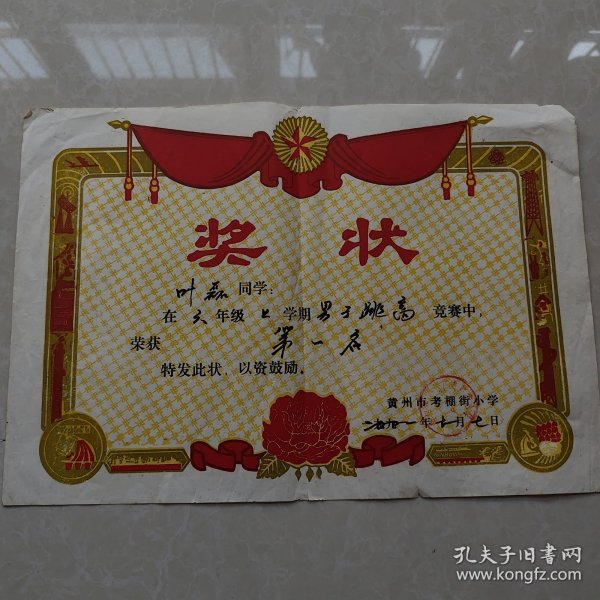 奖状
叶磊同学：
在六年级上学期男子跳高竞赛中，
荣获 第一名
特发此状，以资鼓励。
黄州市考棚街小学
一九九一年十一月七日
孔夫子旧书网
www.kongfz.com